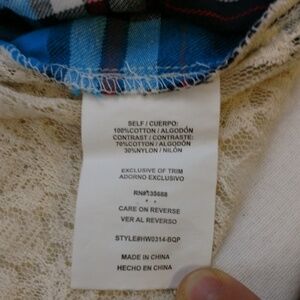 SELF / CUERPO:
100%COTTON / ALGODÓN
CONTRAST / CONTRASTE:
70%COTTON / ALGODÓN
30%NYLON / NILÓN
EXCLUSIVE OF TRIM
ADORNO EXCLUSIVO
RN#135688
CARE ON REVERSE
VER AL REVERSO
STYLE#HW0314-BQP
MADE IN CHINA
HECHO EN CHINA